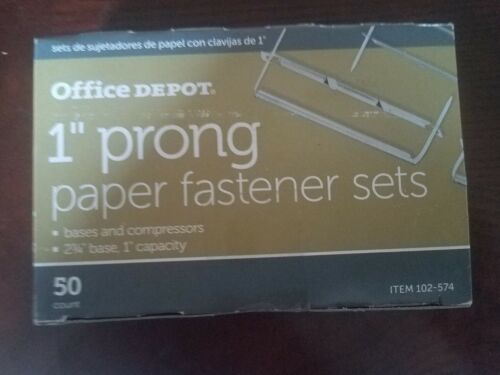 sets de sujetadores de papel con clavijas de 1"
Office DEPOT®
1" prong
paper fastener sets
▪ bases and compressors
▪ 2¾" base, 1" capacity
50
count
ITEM 102-574